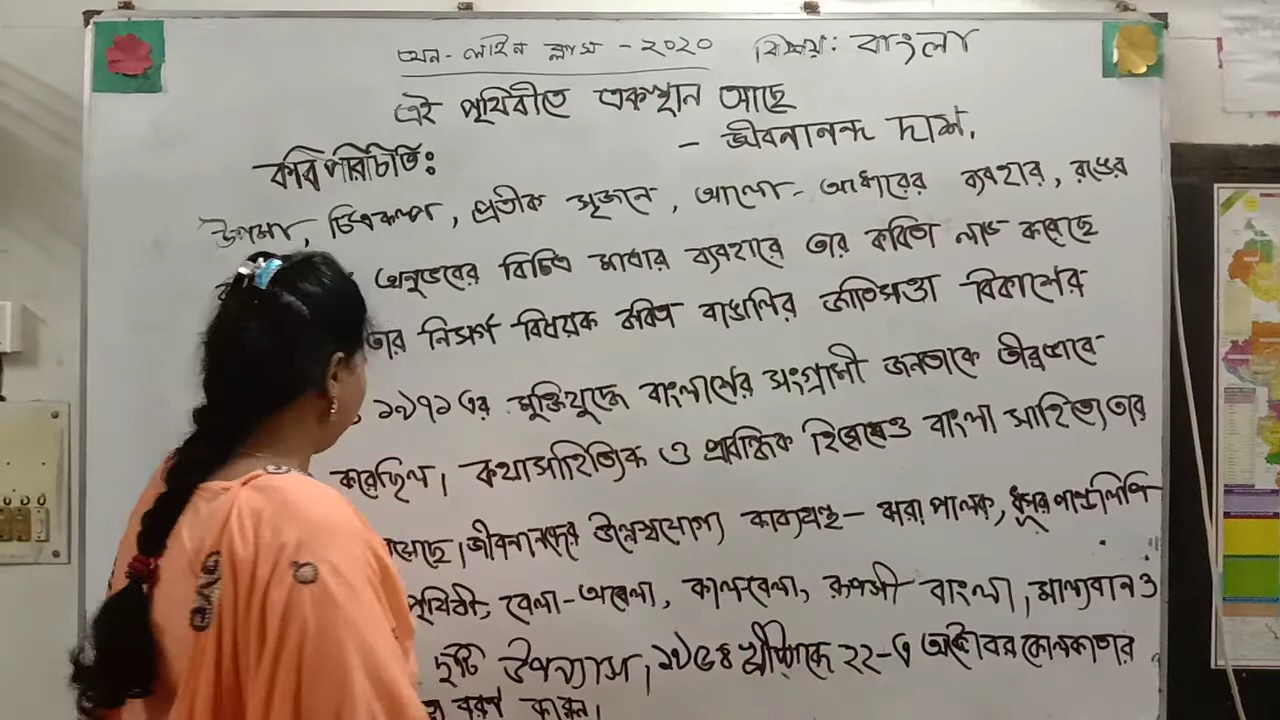 অন-লাইন ক্লাস - ২০২০ বিষয়: বাংলা
এই পৃথিবীতে একস্থান আছে
- জীবনানন্দ দাশ.
কবি পরিচিতি:
উপমা, চিত্রকল্প, প্রতীক সৃজনে, আলো-আধারের ব্যবহার, রঙের
অনুভবের বিচিত্র মাত্রার ব্যবহারে তার কবিতা লাভ করেছে
তার নিসর্গ বিষয়ক কবিতা বাঙালির জাতিসত্তা বিকাশের
১৯৭১ এর মুক্তিযুদ্ধে বাংলাদেশের সংগ্রামী জনতাকে তীব্রভাবে
করেছিল। কথাসাহিত্যিক ও প্রাবন্ধিক হিসেবেও বাংলা সাহিত্যে তার
জীবনানন্দের উল্লেখযোগ্য কাব্যগ্রন্থ - ঝরা পালক, ধূসর পান্ডুলিপি
পৃথিবী, বেলা-অবেলা, কালবেলা, রূপসী বাংলা, মাল্যবান ও
দুটি উপন্যাস। ১৯৫৪ খ্রীষ্টাব্দে ২২-এ অক্টোবর কোলকাতার
বরণ করেন।